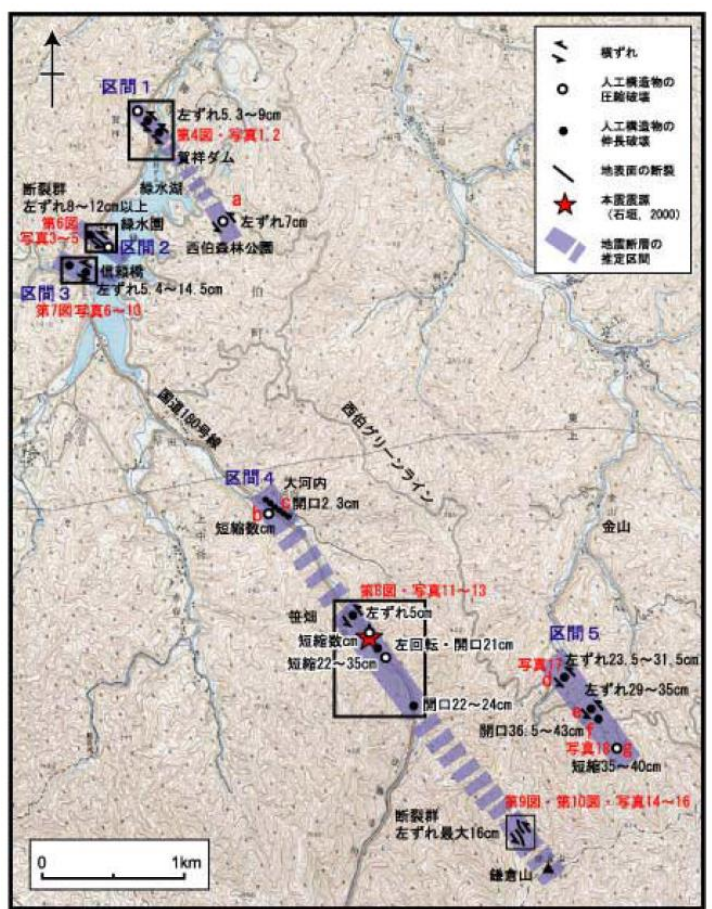 横ずれ
人工構造物の
圧縮破壊
人工構造物の
伸長破壊
地表面の断裂
本震震源
(石垣, 2000)
地震断層の
推定区間
区間1
左ずれ5.3〜9cm
第4図・写真1,2
賀祥ダム
緑水湖
a
左ずれ7cm
西伯森林公園
断裂群
左ずれ8〜12cm以上
第6図
写真3〜5
緑水園
区間2
信頼橋
区間3
左ずれ5.4〜14.5cm
第7図写真6〜10
国道180号線
西伯グリーンライン
区間4
大河内
c
開口2.3cm
b
短縮数cm
金山
第8図・写真11〜13
笹畑
左ずれ5cm
短縮数cm
左回転・開口21cm
短縮22〜35cm
開口22〜24cm
区間5
写真17
左ずれ23.5〜31.5cm
d
左ずれ29〜35cm
e
開口36.5〜43cm
f
写真18
g
短縮35〜40cm
第9図・第10図・写真14〜16
断裂群
左ずれ最大16cm
鎌倉山
0
1km